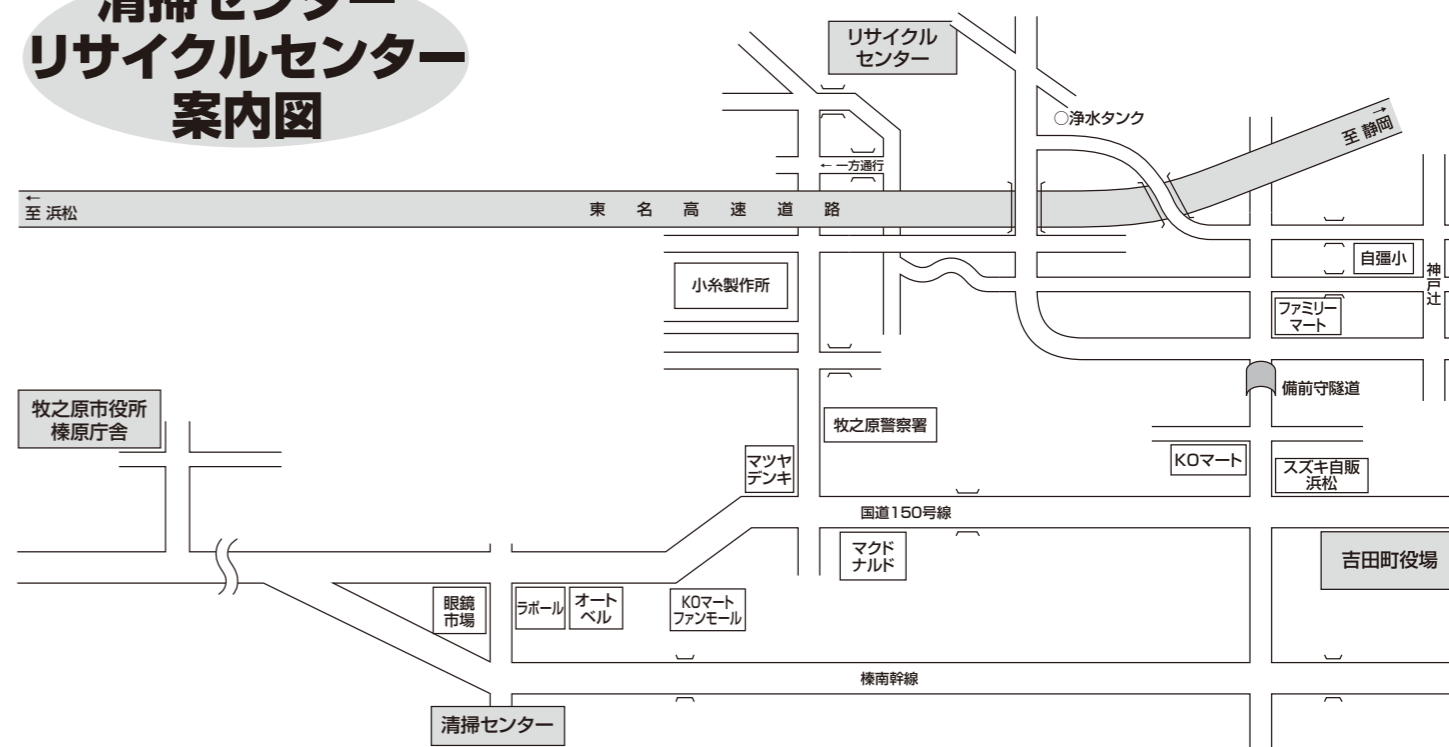 清掃センター
リサイクルセンター
案内図
リサイクル
センター
○浄水タンク
→
至 静岡
← 一方通行
←
至 浜松
東名高速道路
自彊小
神戸辻
小糸製作所
ファミリー
マート
備前守隧道
牧之原市役所
榛原庁舎
牧之原警察署
マツヤ
デンキ
KOマート
スズキ自販
浜松
国道150号線
マクド
ナルド
吉田町役場
眼鏡
市場
ラポール
オート
ベル
KOマート
ファンモール
榛南幹線
清掃センター